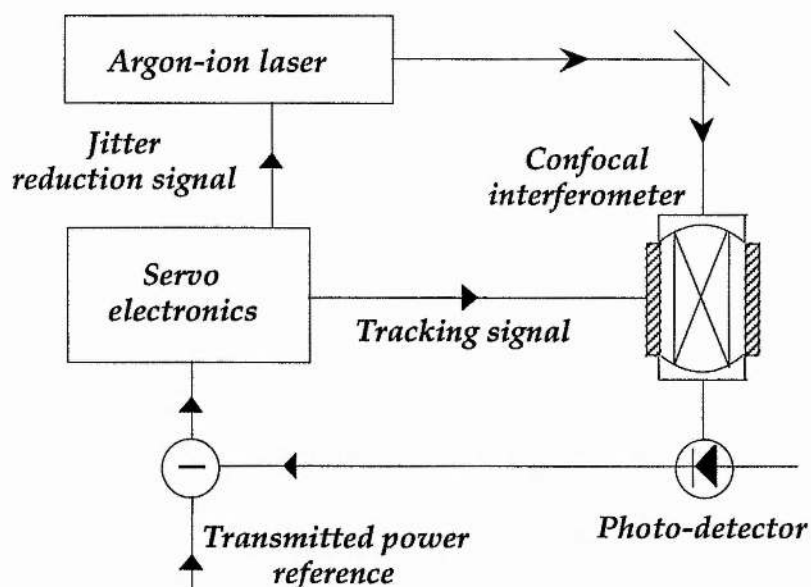 Argon-ion laser
Jitter
reduction signal
Confocal
interferometer
Servo
electronics
Tracking signal
Photo-detector
Transmitted power
reference